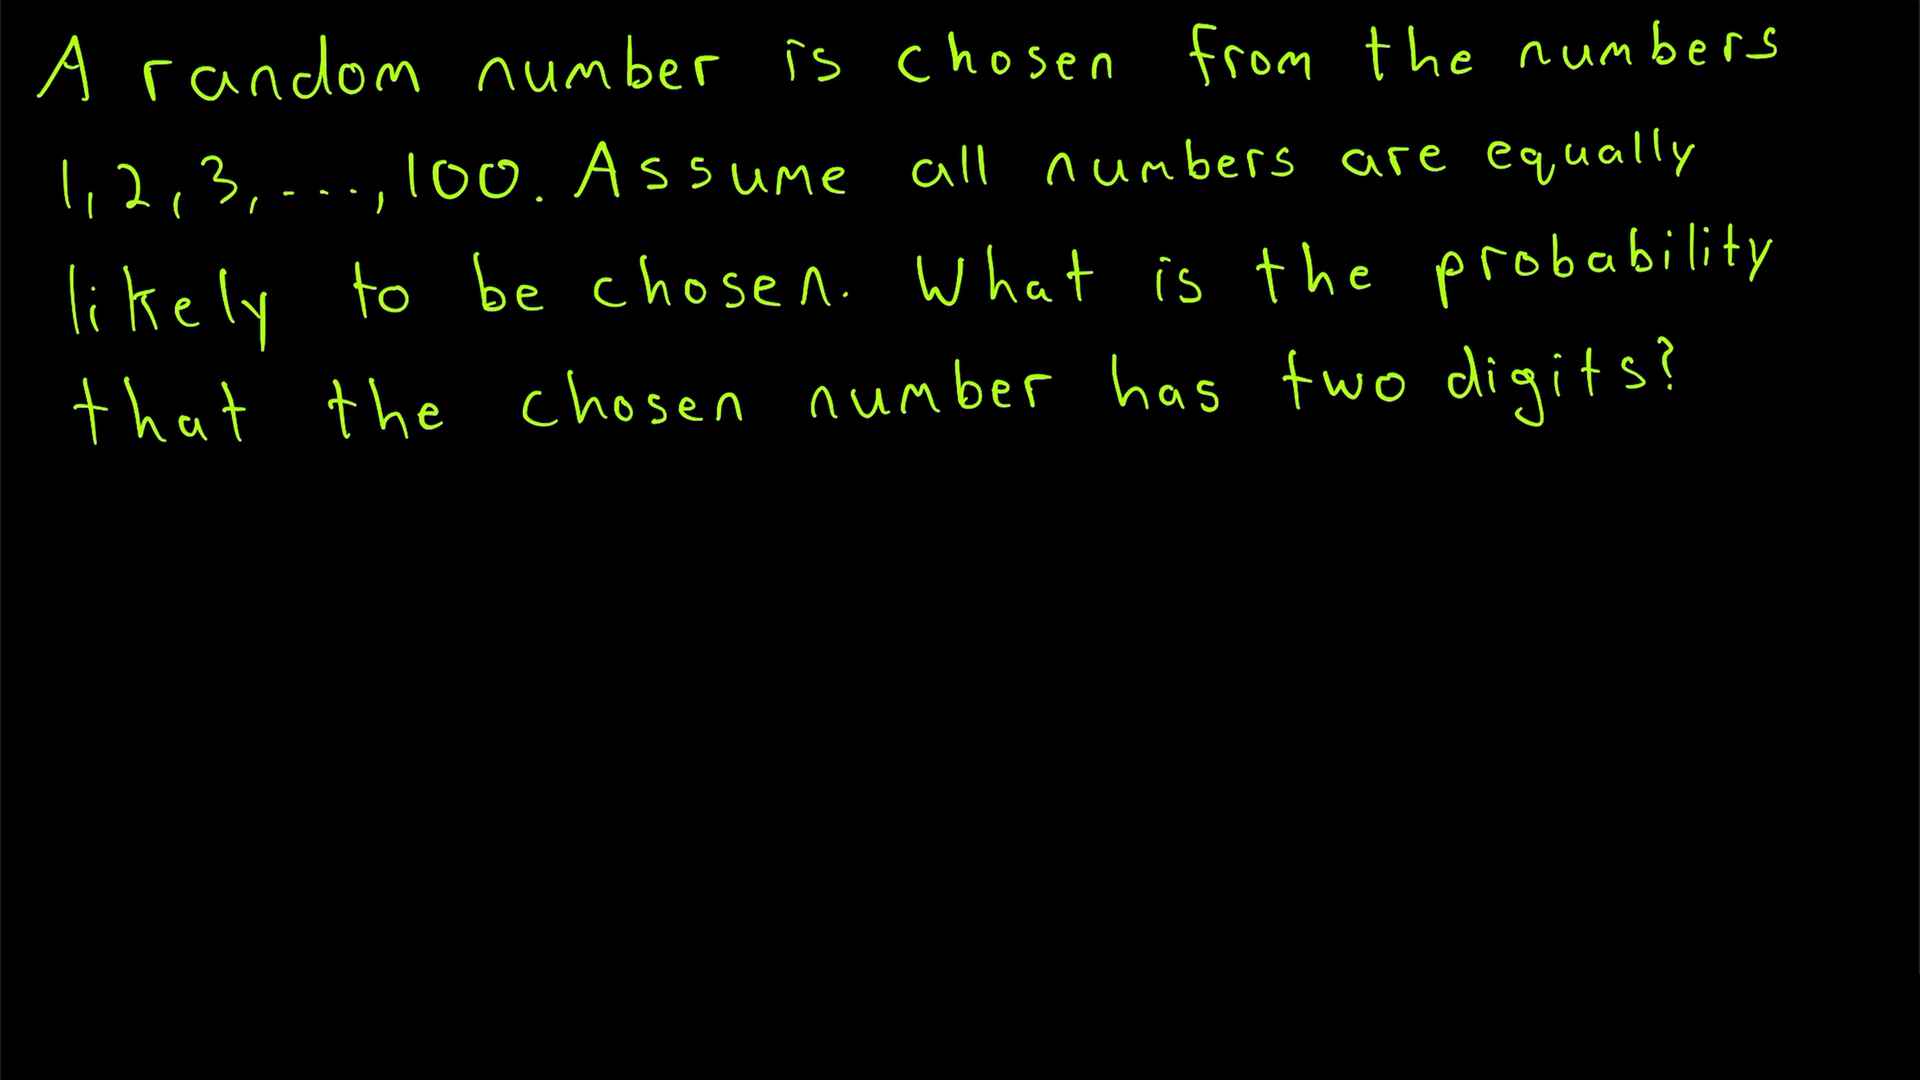 A random number is chosen from the numbers
1, 2, 3, ..., 100. Assume all numbers are equally
likely to be chosen. What is the probability
that the chosen number has two digits?